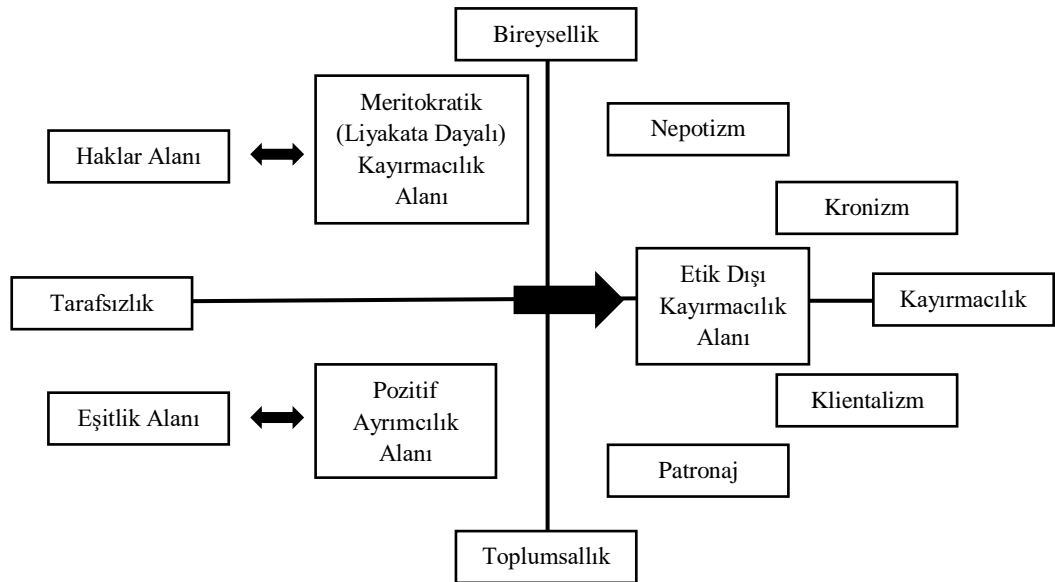 Bireysellik
Meritokratik
(Liyakata Dayalı)
Kayırmacılık
Alanı
Nepotizm
Haklar Alanı
Kronizm
Etik Dışı
Kayırmacılık
Alanı
Tarafsızlık
Kayırmacılık
Pozitif
Ayrımcılık
Alanı
Klientalizm
Eşitlik Alanı
Patronaj
Toplumsallık